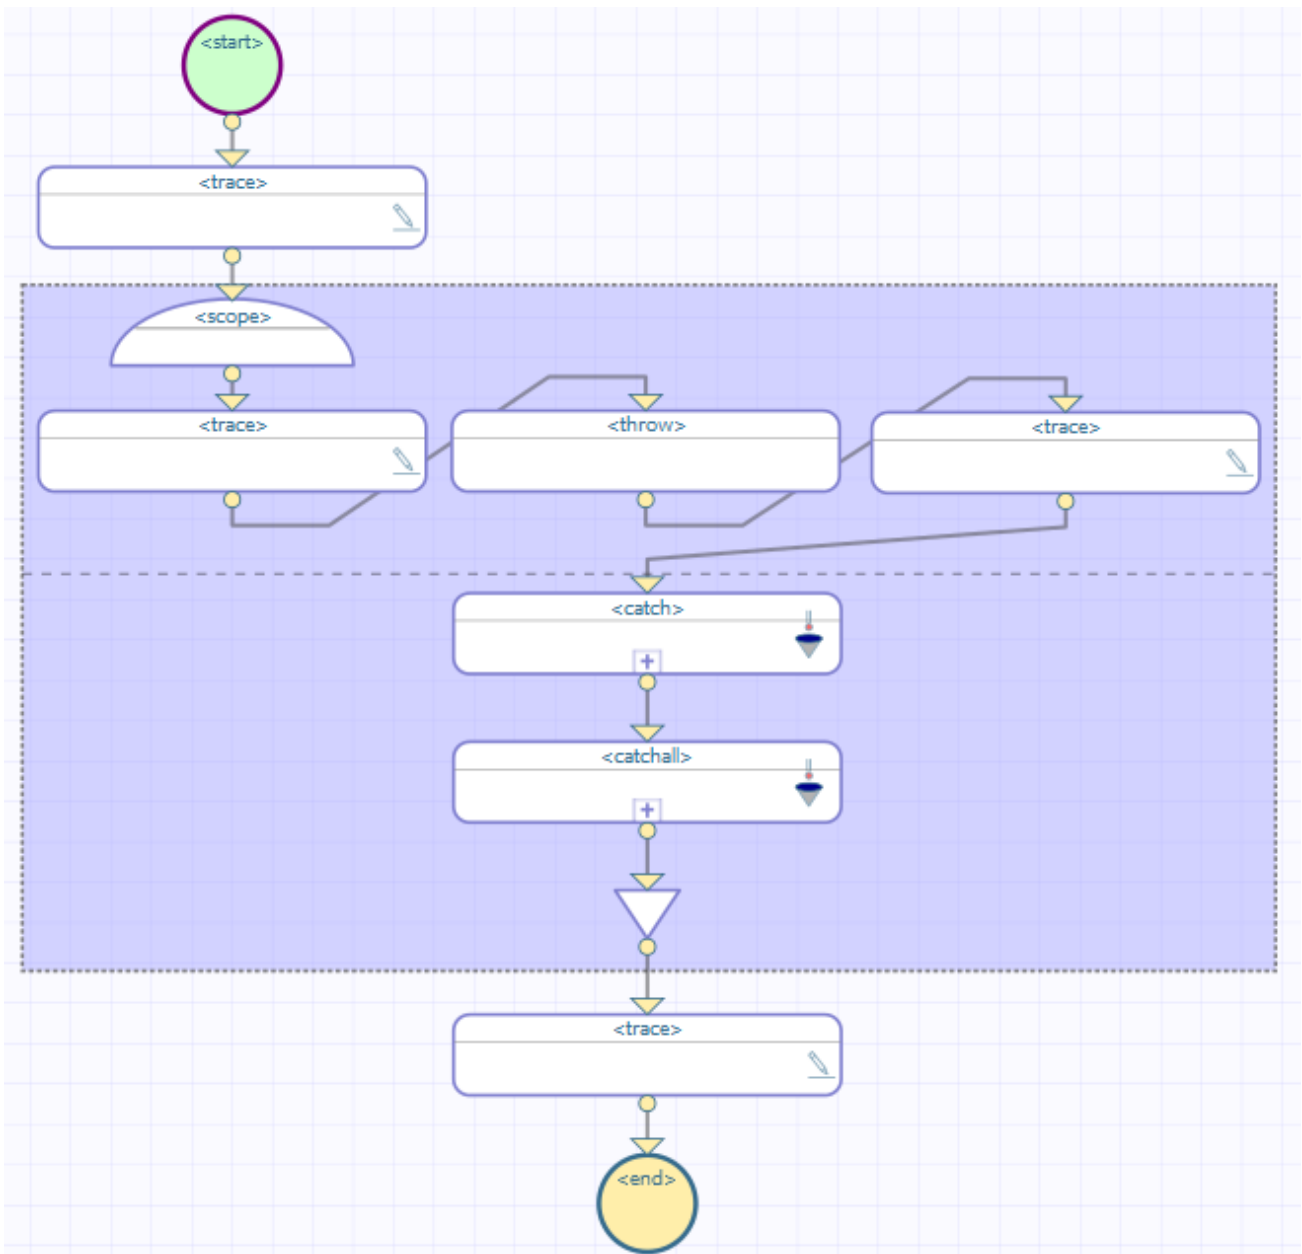 <start>
<trace>
<scope>
<trace>
<throw>
<trace>
<catch>
+
<catchall>
+
<trace>
<end>